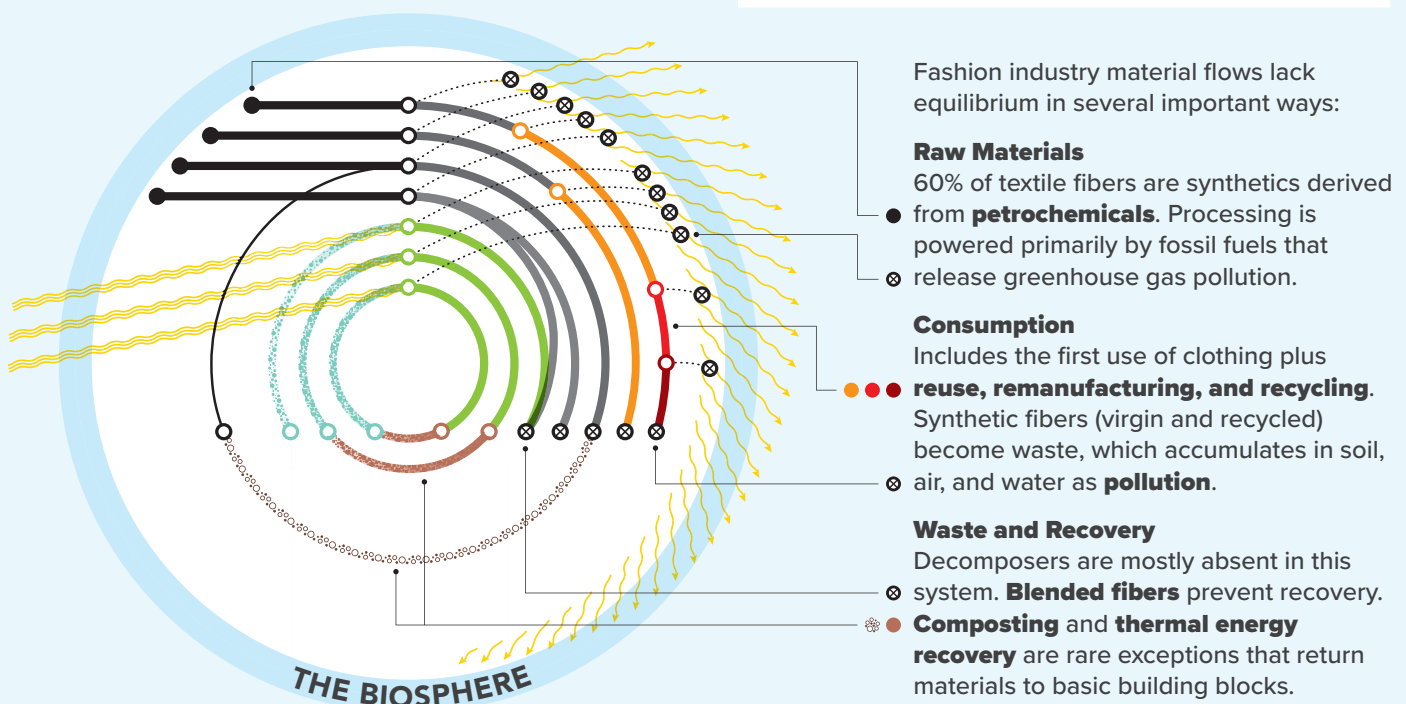 Fashion industry material flows lack
equilibrium in several important ways:
Raw Materials
60% of textile fibers are synthetics derived
from petrochemicals. Processing is
powered primarily by fossil fuels that
release greenhouse gas pollution.
Consumption
Includes the first use of clothing plus
reuse, remanufacturing, and recycling.
Synthetic fibers (virgin and recycled)
become waste, which accumulates in soil,
air, and water as pollution.
Waste and Recovery
Decomposers are mostly absent in this
system. Blended fibers prevent recovery.
Composting and thermal energy
recovery are rare exceptions that return
materials to basic building blocks.
THE BIOSPHERE